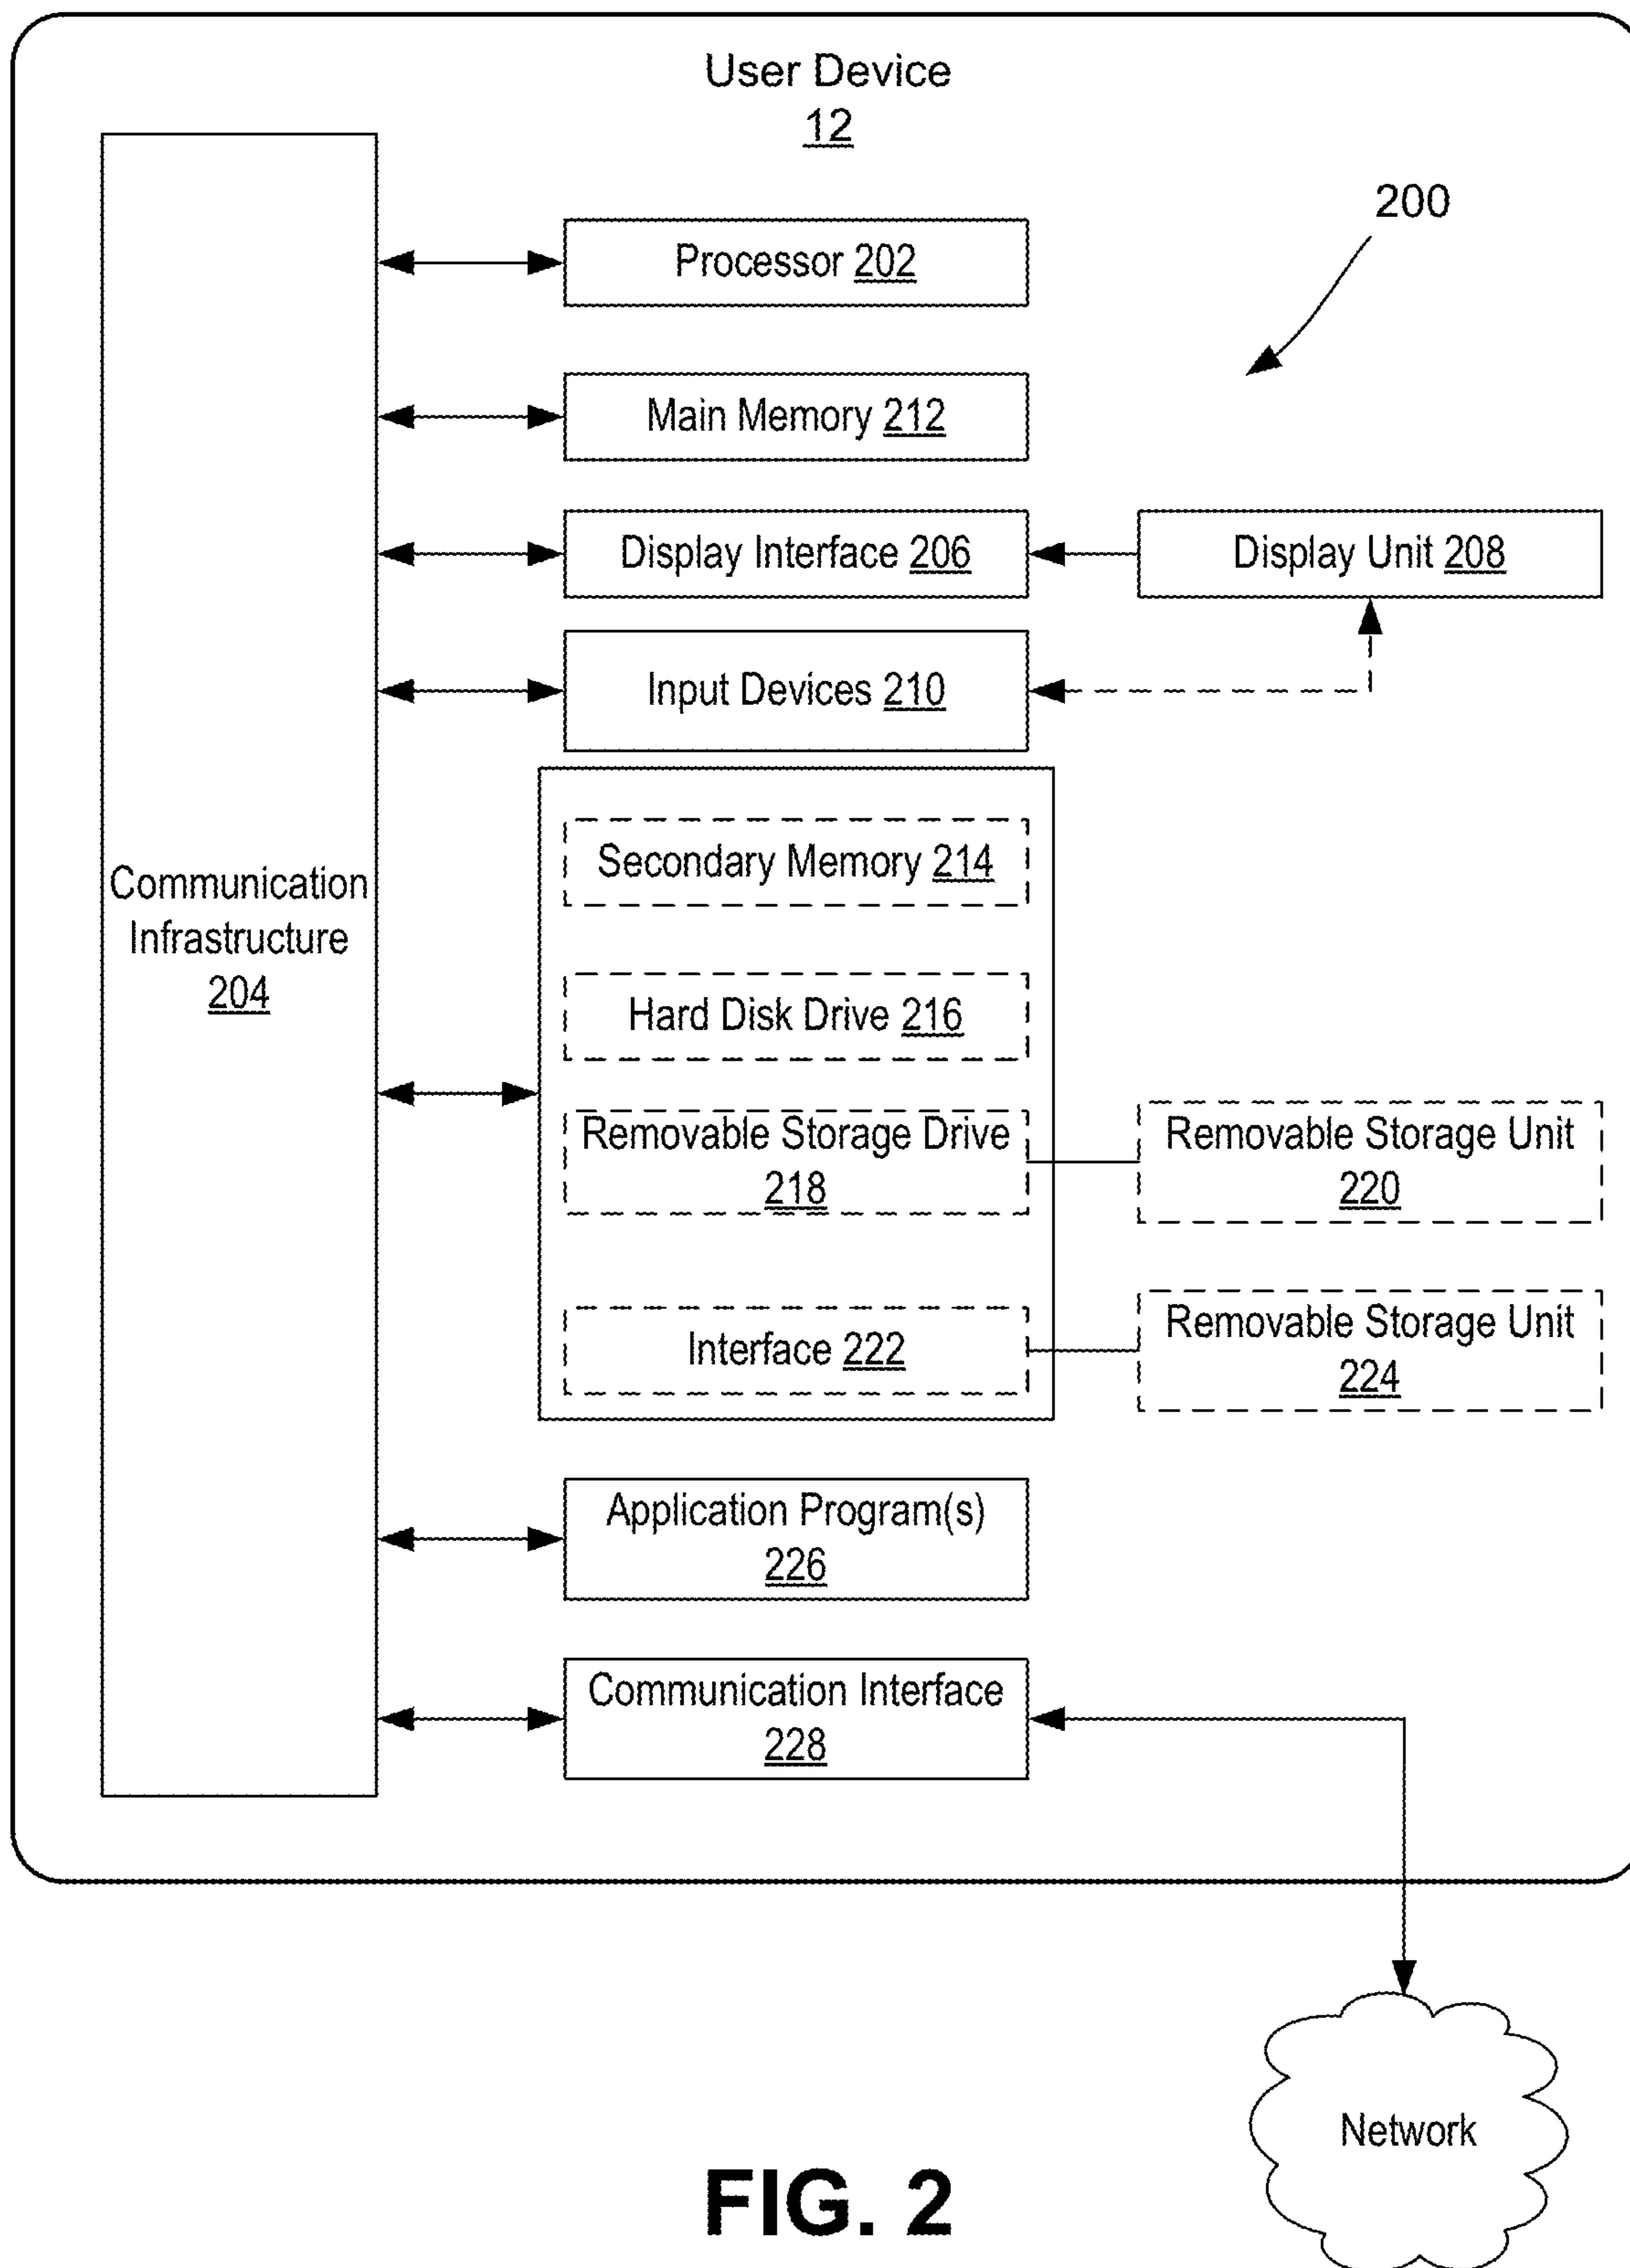 User Device
12
200
Processor 202
Main Memory 212
Display Interface 206
Display Unit 208
Input Devices 210
Communication
Infrastructure
204
Secondary Memory 214
Hard Disk Drive 216
Removable Storage Drive
218
Removable Storage Unit
220
Interface 222
Removable Storage Unit
224
Application Program(s)
226
Communication Interface
228
Network
FIG. 2